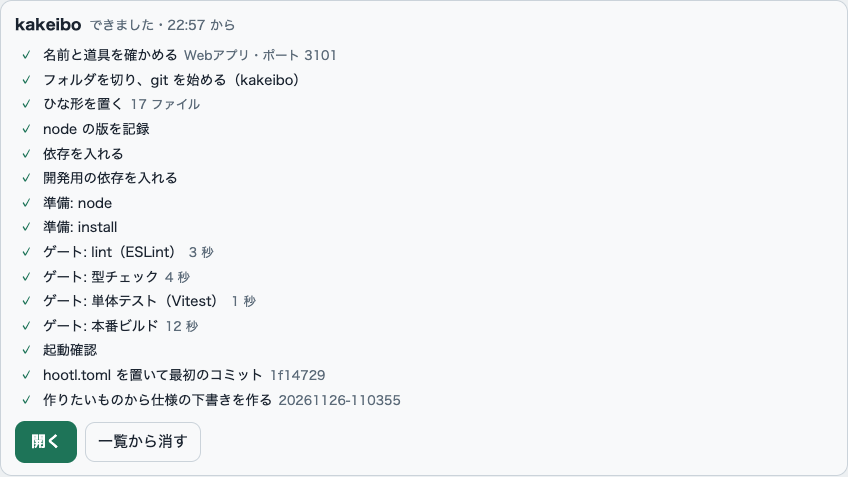 kakeibo できました・22:57 から
✓ 名前と道具を確かめる Webアプリ・ポート 3101
✓ フォルダを切り、git を始める（kakeibo）
✓ ひな形を置く 17 ファイル
✓ node の版を記録
✓ 依存を入れる
✓ 開発用の依存を入れる
✓ 準備: node
✓ 準備: install
✓ ゲート: lint（ESLint） 3 秒
✓ ゲート: 型チェック 4 秒
✓ ゲート: 単体テスト（Vitest） 1 秒
✓ ゲート: 本番ビルド 12 秒
✓ 起動確認
✓ hootl.toml を置いて最初のコミット 1f14729
✓ 作りたいものから仕様の下書きを作る 20261126-110355
開く 一覧から消す